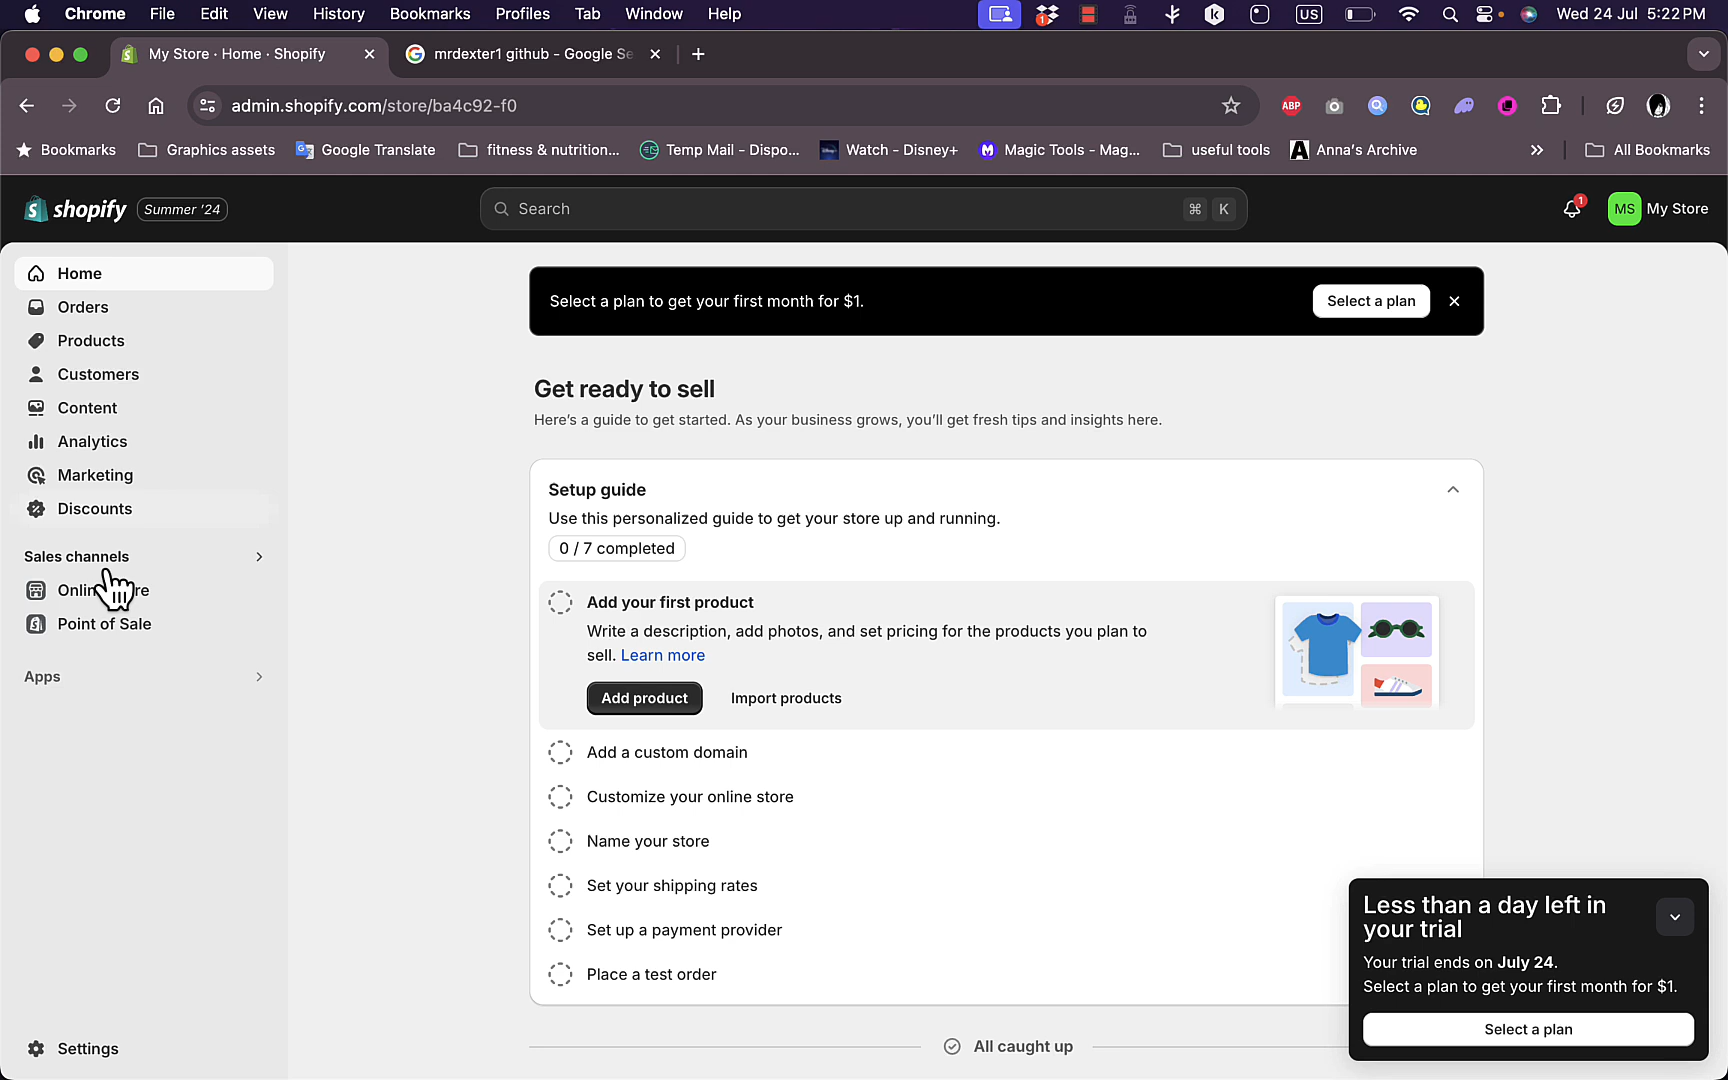 Chrome File Edit View History Bookmarks Profiles Tab Window Help
1 US Wed 24 Jul 5:22 PM
My Store · Home · Shopify
mrdexter1 github - Google Se
admin.shopify.com/store/ba4c92-f0
ABP
Bookmarks Graphics assets Google Translate fitness & nutrition... Temp Mail - Dispo... Watch - Disney+ Magic Tools - Mag... useful tools Anna's Archive All Bookmarks
shopify Summer '24
Search ⌘ K
1 MS My Store
Home
Orders
Products
Customers
Content
Analytics
Marketing
Discounts
Sales channels
Point of Sale
Apps
Settings
Select a plan to get your first month for $1. Select a plan
Get ready to sell
Here's a guide to get started. As your business grows, you'll get fresh tips and insights here.
Setup guide
Use this personalized guide to get your store up and running.
0 / 7 completed
Add your first product
Write a description, add photos, and set pricing for the products you plan to
sell. Learn more
Add product Import products
Add a custom domain
Customize your online store
Name your store
Set your shipping rates
Set up a payment provider
Place a test order
All caught up
Less than a day left in
your trial
Your trial ends on July 24.
Select a plan to get your first month for $1.
Select a plan